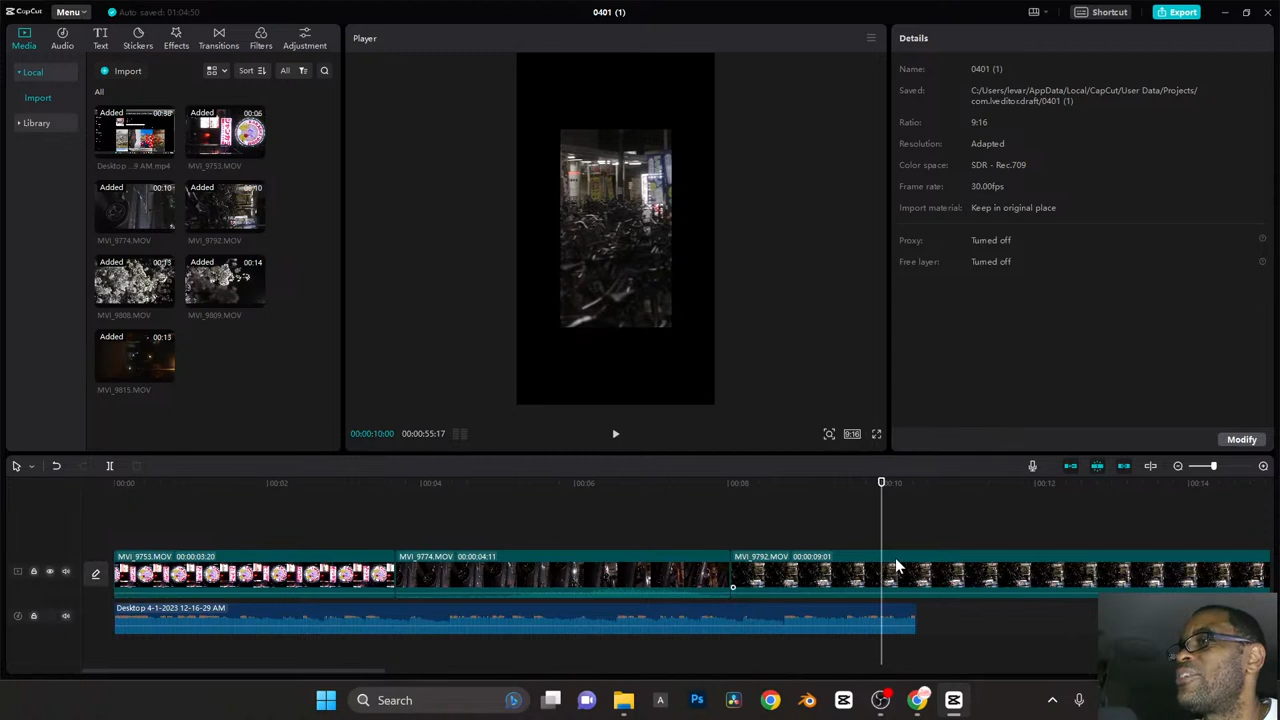 CapCut Menu Auto saved: 01:04:50 0401 (1) Shortcut Export
Media Audio Text Stickers Effects Transitions Filters Adjustment
Local
Import
Library
Import Sort All
All
Added 00:38 Added 00:06
Desktop ...9 AM.mp4 MVI_9753.MOV
Added 00:10 Added 00:10
MVI_9774.MOV MVI_9792.MOV
Added 00:13 Added 00:14
MVI_9808.MOV MVI_9809.MOV
Added 00:13
MVI_9815.MOV
Player
00:00:10:00 00:00:55:17 9:16
Details
Name: 0401 (1)
Saved: C:/Users/levar/AppData/Local/CapCut/User Data/Projects/
com.lveditor.draft/0401 (1)
Ratio: 9:16
Resolution: Adapted
Color space: SDR - Rec.709
Frame rate: 30.00fps
Import material: Keep in original place
Proxy: Turned off
Free layer: Turned off
Modify
00:00 00:02 00:04 00:06 00:08 00:10 00:12 00:14
MVI_9753.MOV 00:00:03:20 MVI_9774.MOV 00:00:04:11 MVI_9792.MOV 00:00:09:01
Desktop 4-1-2023 12-16-29 AM
Search
A Ps